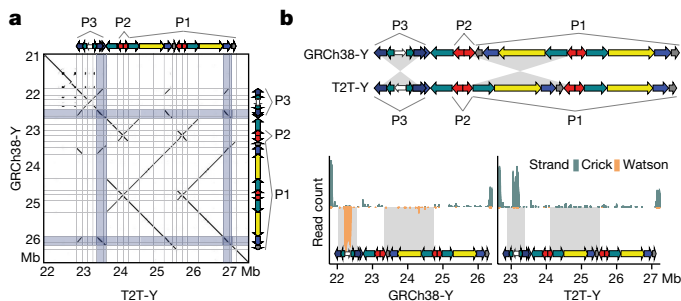 a
P3 P2 P1
21
22
23
24
25
26
Mb
GRCh38-Y
P3
P2
P1
22 23 24 25 26 27 Mb
T2T-Y
b
P3 P2 P1
GRCh38-Y
T2T-Y
P3 P2 P1
Strand Crick Watson
Read count
22 23 24 25 26 23 24 25 26 27 Mb
GRCh38-Y T2T-Y